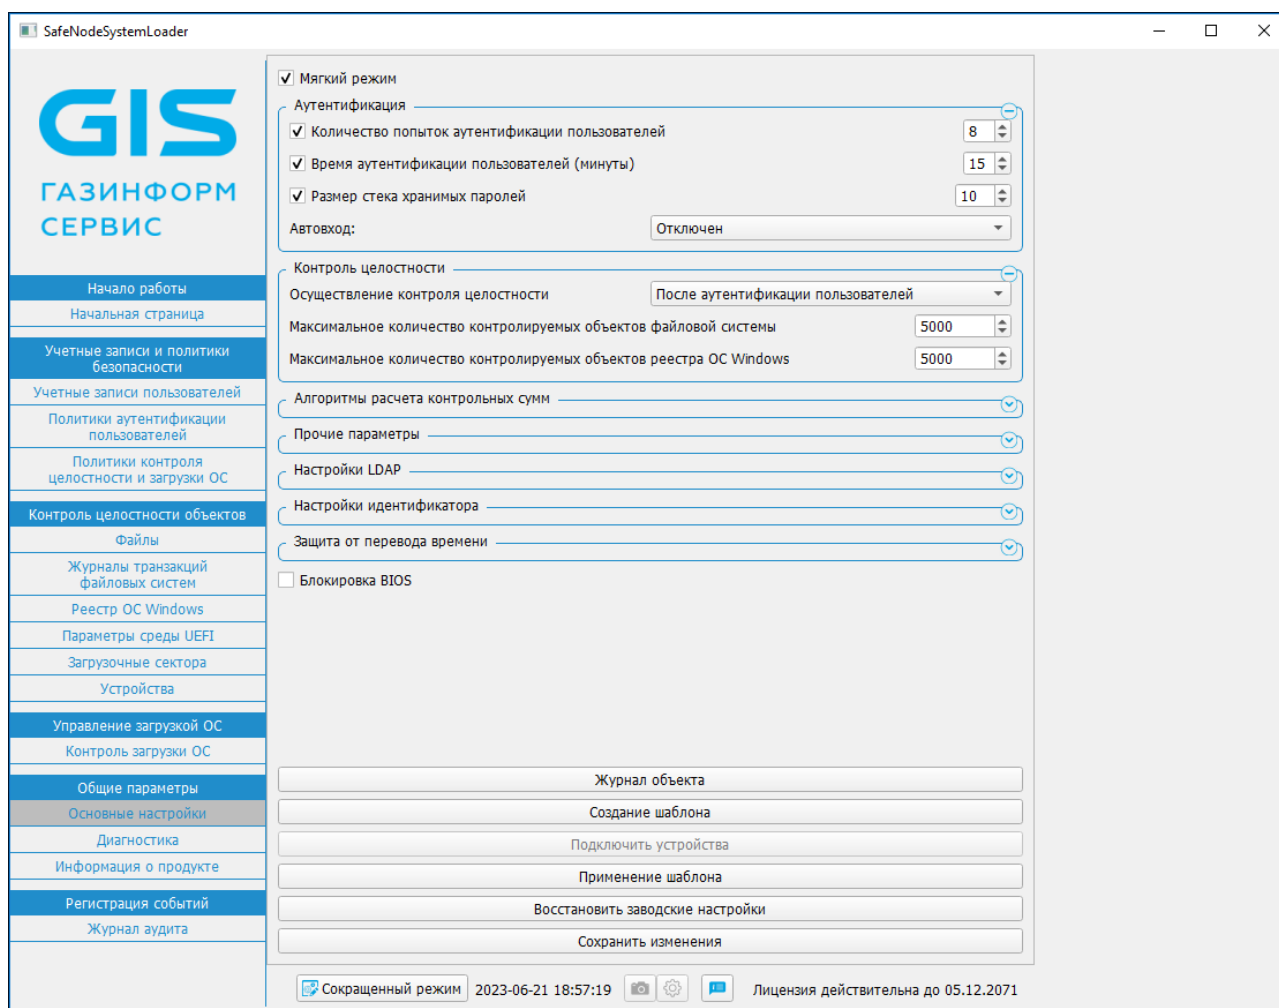 SafeNodeSystemLoader
GIS
ГАЗИНФОРМ
СЕРВИС
Начало работы
Начальная страница
Учетные записи и политики
безопасности
Учетные записи пользователей
Политики аутентификации
пользователей
Политики контроля
целостности и загрузки ОС
Контроль целостности объектов
Файлы
Журналы транзакций
файловых систем
Реестр ОС Windows
Параметры среды UEFI
Загрузочные сектора
Устройства
Управление загрузкой ОС
Контроль загрузки ОС
Общие параметры
Основные настройки
Диагностика
Информация о продукте
Регистрация событий
Журнал аудита
Мягкий режим
Аутентификация
Количество попыток аутентификации пользователей 8
Время аутентификации пользователей (минуты) 15
Размер стека хранимых паролей 10
Автовход: Отключен
Контроль целостности
Осуществление контроля целостности После аутентификации пользователей
Максимальное количество контролируемых объектов файловой системы 5000
Максимальное количество контролируемых объектов реестра ОС Windows 5000
Алгоритмы расчета контрольных сумм
Прочие параметры
Настройки LDAP
Настройки идентификатора
Защита от перевода времени
Блокировка BIOS
Журнал объекта
Создание шаблона
Подключить устройства
Применение шаблона
Восстановить заводские настройки
Сохранить изменения
Сокращенный режим 2023-06-21 18:57:19 Лицензия действительна до 05.12.2071